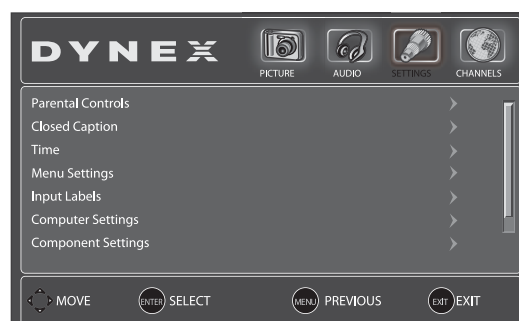 DYNEX
PICTURE AUDIO SETTINGS CHANNELS
Parental Controls
Closed Caption
Time
Menu Settings
Input Labels
Computer Settings
Component Settings
MOVE ENTER SELECT MENU PREVIOUS EXIT EXIT